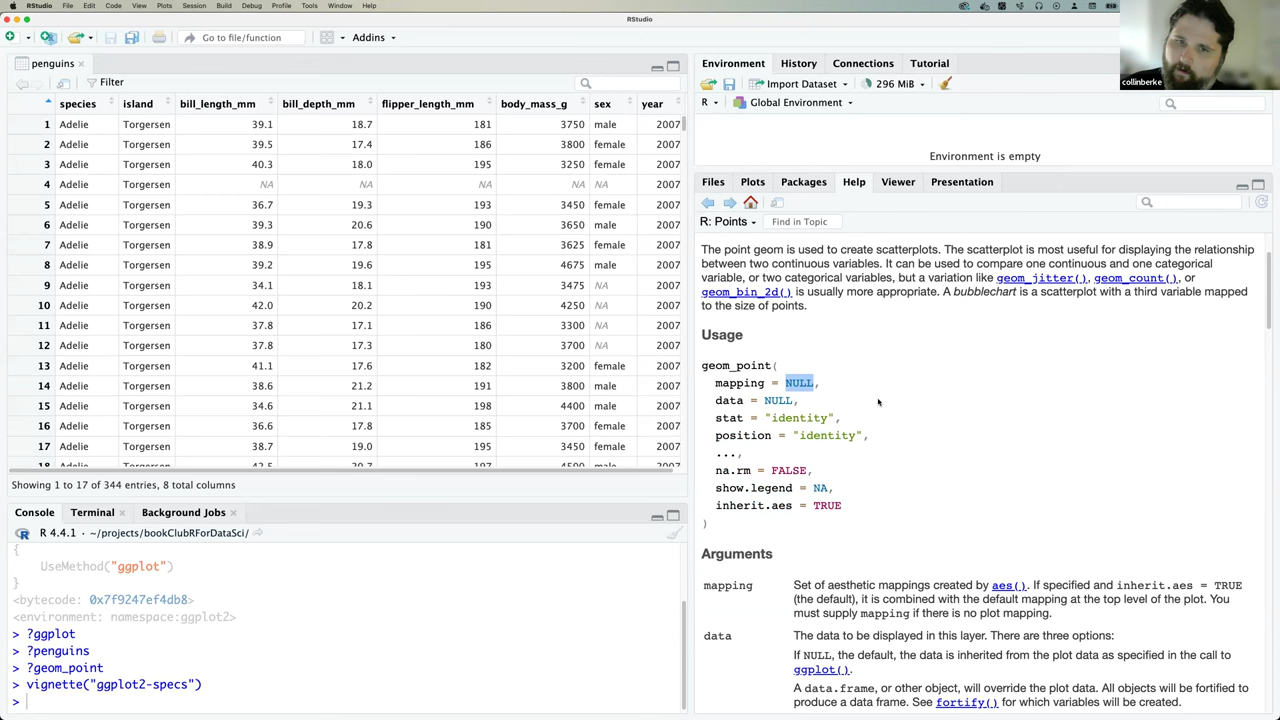 RStudio File Edit Code View Plots Session Build Debug Profile Tools Window Help
RStudio
Go to file/function Addins
collinberke
penguins
Filter
species island bill_length_mm bill_depth_mm flipper_length_mm body_mass_g sex year
1 Adelie Torgersen 39.1 18.7 181 3750 male 2007
2 Adelie Torgersen 39.5 17.4 186 3800 female 2007
3 Adelie Torgersen 40.3 18.0 195 3250 female 2007
4 Adelie Torgersen NA NA NA NA NA 2007
5 Adelie Torgersen 36.7 19.3 193 3450 female 2007
6 Adelie Torgersen 39.3 20.6 190 3650 male 2007
7 Adelie Torgersen 38.9 17.8 181 3625 female 2007
8 Adelie Torgersen 39.2 19.6 195 4675 male 2007
9 Adelie Torgersen 34.1 18.1 193 3475 NA 2007
10 Adelie Torgersen 42.0 20.2 190 4250 NA 2007
11 Adelie Torgersen 37.8 17.1 186 3300 NA 2007
12 Adelie Torgersen 37.8 17.3 180 3700 NA 2007
13 Adelie Torgersen 41.1 17.6 182 3200 female 2007
14 Adelie Torgersen 38.6 21.2 191 3800 male 2007
15 Adelie Torgersen 34.6 21.1 198 4400 male 2007
16 Adelie Torgersen 36.6 17.8 185 3700 female 2007
17 Adelie Torgersen 38.7 19.0 195 3450 female 2007
18 Adelie Torgersen 42.5 20.7 197 4500 male 2007
Showing 1 to 17 of 344 entries, 8 total columns
Console Terminal Background Jobs
R 4.4.1 · ~/projects/bookClubRForDataSci/
{
UseMethod("ggplot")
}
<bytecode: 0x7f9247ef4db8>
<environment: namespace:ggplot2>
> ?ggplot
> ?penguins
> ?geom_point
> vignette("ggplot2-specs")
>
Environment History Connections Tutorial
Import Dataset 296 MiB
R Global Environment
Environment is empty
Files Plots Packages Help Viewer Presentation
R: Points Find in Topic
The point geom is used to create scatterplots. The scatterplot is most useful for displaying the relationship
between two continuous variables. It can be used to compare one continuous and one categorical
variable, or two categorical variables, but a variation like geom_jitter(), geom_count(), or
geom_bin_2d() is usually more appropriate. A bubblechart is a scatterplot with a third variable mapped
to the size of points.
Usage
geom_point(
mapping = NULL,
data = NULL,
stat = "identity",
position = "identity",
...,
na.rm = FALSE,
show.legend = NA,
inherit.aes = TRUE
)
Arguments
mapping Set of aesthetic mappings created by aes(). If specified and inherit.aes = TRUE
(the default), it is combined with the default mapping at the top level of the plot. You
must supply mapping if there is no plot mapping.
data The data to be displayed in this layer. There are three options:
If NULL, the default, the data is inherited from the plot data as specified in the call to
ggplot().
A data.frame, or other object, will override the plot data. All objects will be fortified to
produce a data frame. See fortify() for which variables will be created.